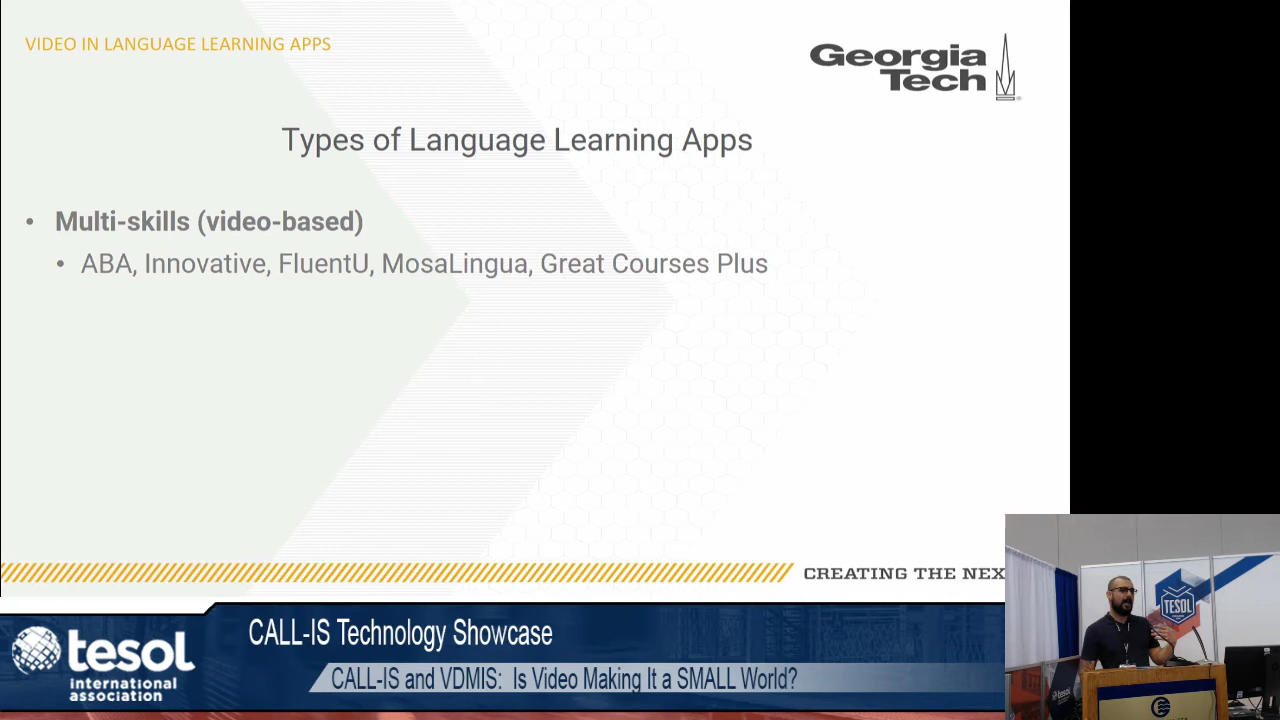 VIDEO IN LANGUAGE LEARNING APPS
Georgia
Tech
Types of Language Learning Apps
• Multi-skills (video-based)
• ABA, Innovative, FluentU, MosaLingua, Great Courses Plus
CREATING THE NEX
TESOL
tesol
tesol
international
association
CALL-IS Technology Showcase
CALL-IS and VDMIS: Is Video Making It a SMALL World?